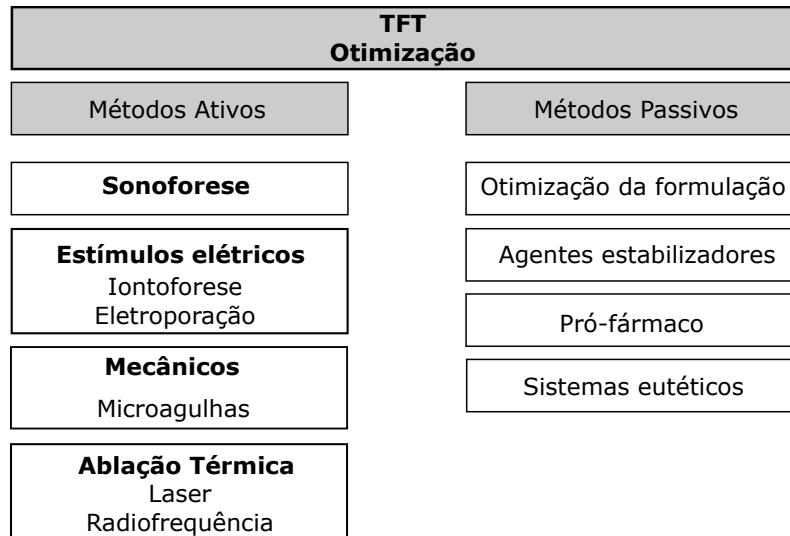 TFT
Otimização
Métodos Ativos
Sonoforese
Estímulos elétricos
Iontoforese
Eletroporação
Mecânicos
Microagulhas
Ablação Térmica
Laser
Radiofrequência
Métodos Passivos
Otimização da formulação
Agentes estabilizadores
Pró-fármaco
Sistemas eutéticos